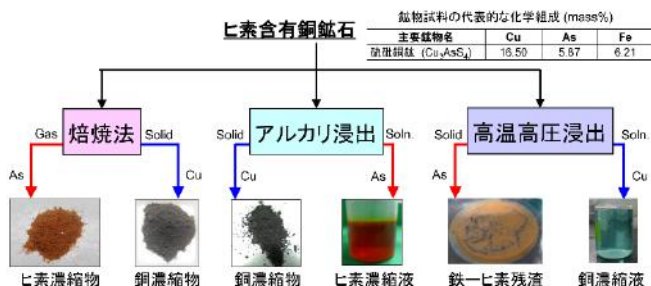 鉱物試料の代表的な化学組成 (mass%)
主要鉱物名 Cu As Fe
硫砒銅鉱 (Cu3AsS4) 16.50 5.87 6.21
ヒ素含有銅鉱石
Gas 焙焼法 Solid
Solid アルカリ浸出 Soln.
Solid 高温高圧浸出 Soln.
As Cu Cu As As Cu
ヒ素濃縮物 銅濃縮物 銅濃縮物 ヒ素濃縮液 鉄ーヒ素残渣 銅濃縮液